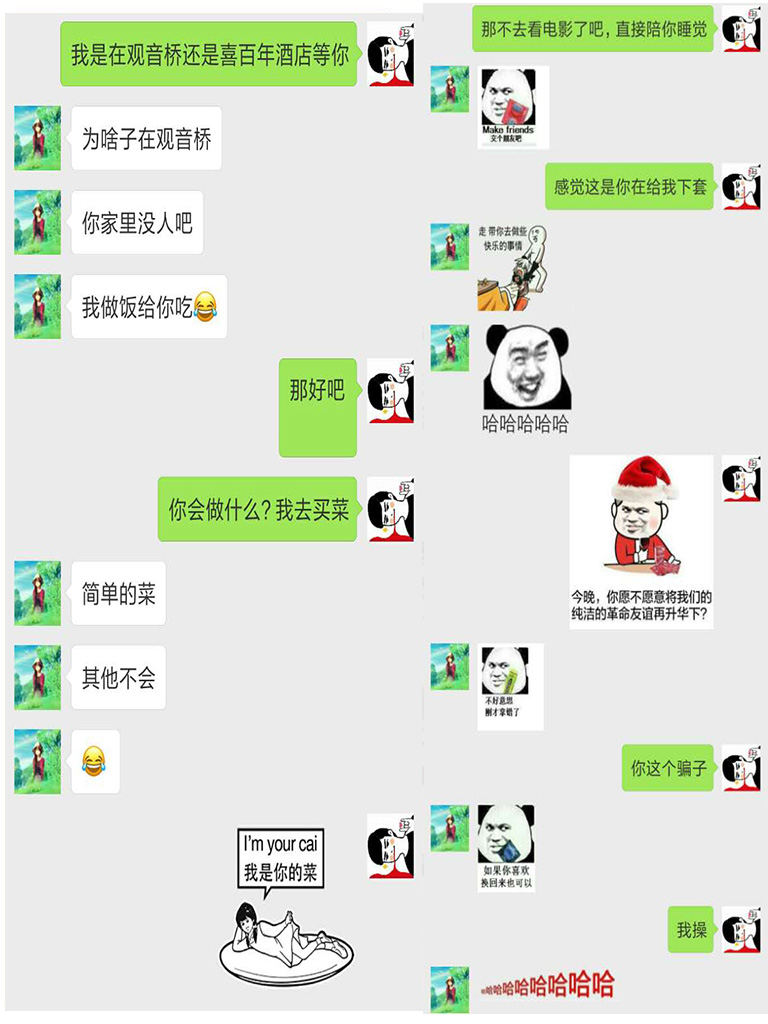 我是在观音桥还是喜百年酒店等你
为啥子在观音桥
你家里没人吧
我做饭给你吃😂
那好吧
你会做什么？我去买菜
简单的菜
其他不会
😂
I'm your cai
我是你的菜
那不去看电影了吧，直接陪你睡觉
Make friends
交个朋友吧
感觉这是你在给我下套
走 带你去做些
快乐的事情
哈哈哈哈哈
今晚，你愿不愿意将我们的
纯洁的革命友谊再升华下？
不好意思
刚才拿错了
你这个骗子
如果你喜欢
换回来也可以
我操
哈哈哈哈哈哈哈哈